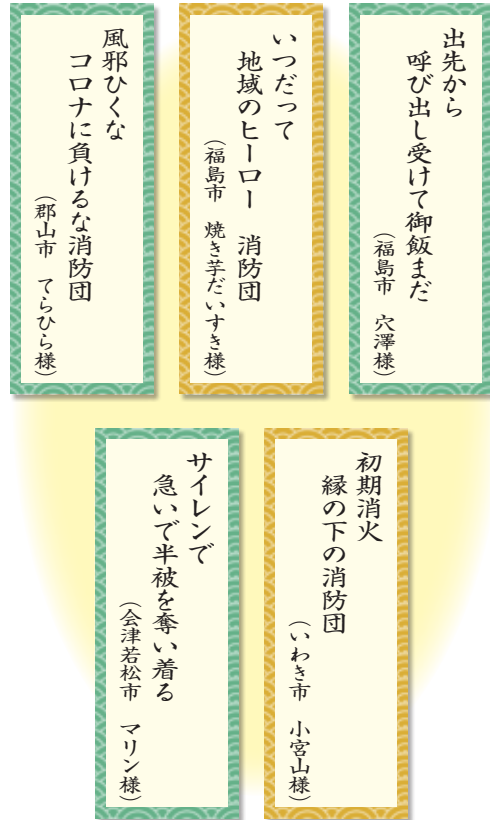 出先から
呼び出し受けて御飯まだ
（福島市　穴澤様）
いつだって
地域のヒーロー　消防団
（福島市　焼き芋だいすき様）
風邪ひくな
コロナに負けるな消防団
（郡山市　てらひら様）
初期消火
縁の下の消防団
（いわき市　小宮山様）
サイレンで
急いで半被を奪い着る
（会津若松市　マリン様）